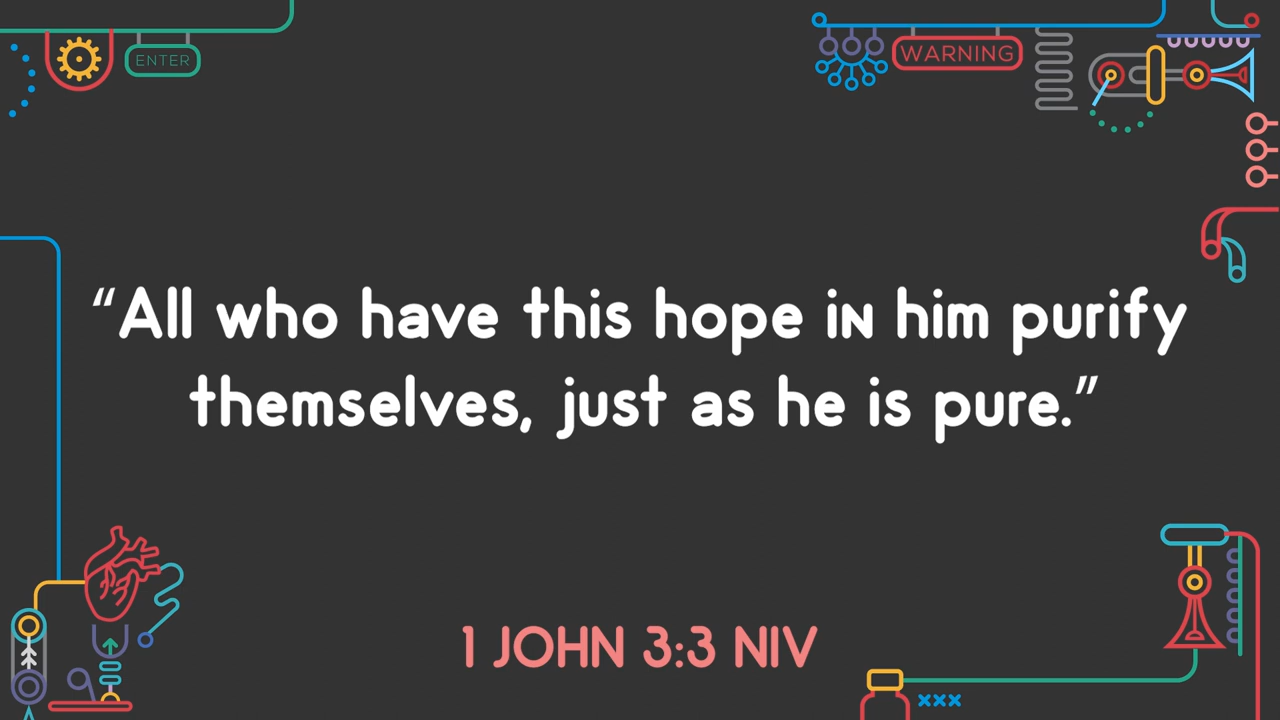 ENTER
WARNING
“All who have this hope in him purify
themselves, just as he is pure.”
1 JOHN 3:3 NIV
xxx